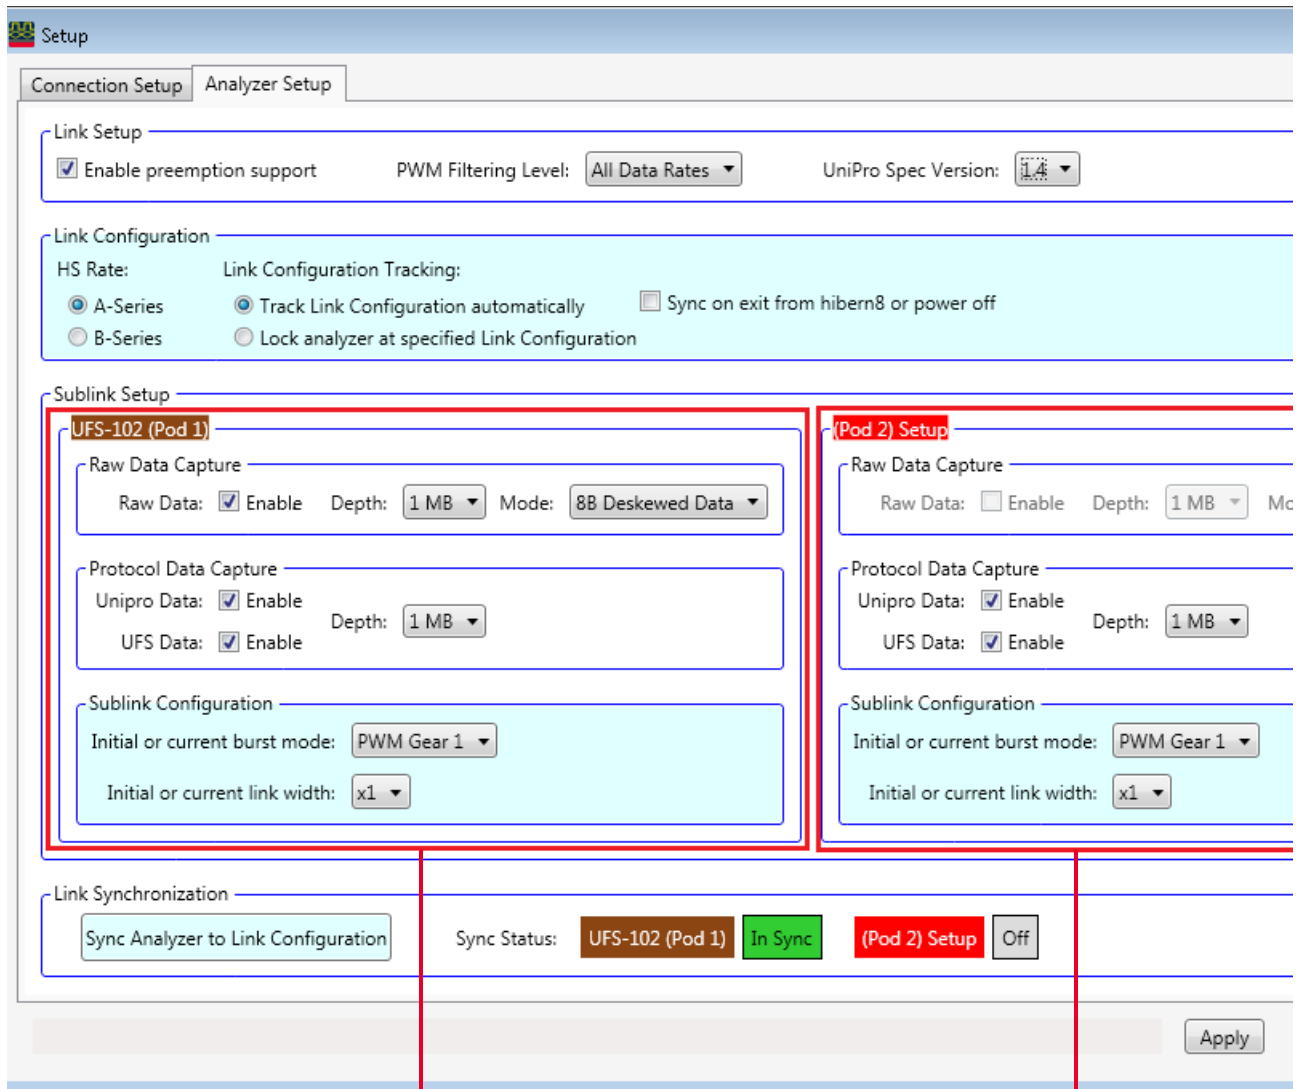 Setup
Connection Setup Analyzer Setup
Link Setup
Enable preemption support PWM Filtering Level: All Data Rates UniPro Spec Version: 1.4
Link Configuration
HS Rate: Link Configuration Tracking:
A-Series Track Link Configuration automatically Sync on exit from hibern8 or power off
B-Series Lock analyzer at specified Link Configuration
Sublink Setup
UFS-102 (Pod 1)
Raw Data Capture
Raw Data: Enable Depth: 1 MB Mode: 8B Deskewed Data
Protocol Data Capture
Unipro Data: Enable
Depth: 1 MB
UFS Data: Enable
Sublink Configuration
Initial or current burst mode: PWM Gear 1
Initial or current link width: x1
(Pod 2) Setup
Raw Data Capture
Raw Data: Enable Depth: 1 MB Mo
Protocol Data Capture
Unipro Data: Enable
Depth: 1 MB
UFS Data: Enable
Sublink Configuration
Initial or current burst mode: PWM Gear 1
Initial or current link width: x1
Link Synchronization
Sync Analyzer to Link Configuration Sync Status: UFS-102 (Pod 1) In Sync (Pod 2) Setup Off
Apply